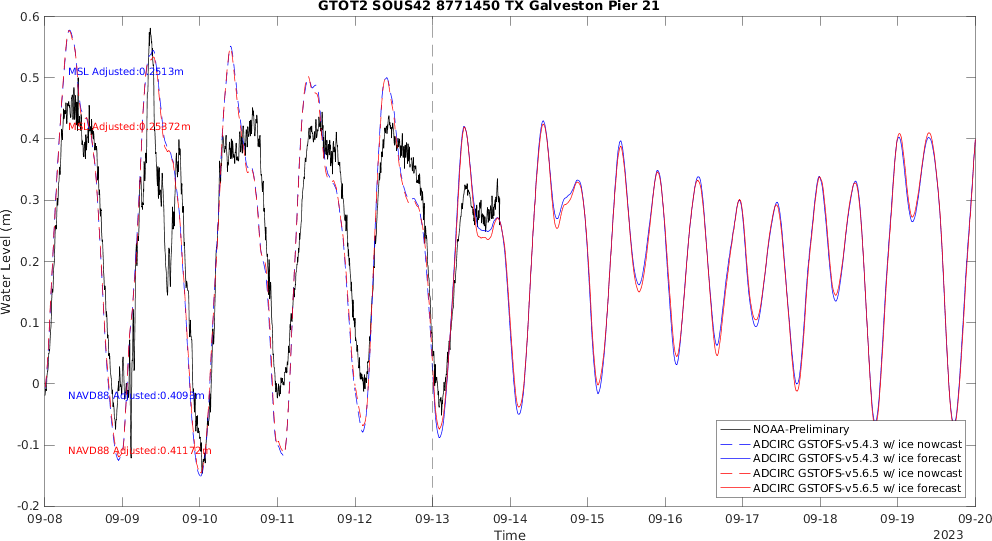 GTOT2 SOUS42 8771450 TX Galveston Pier 21
0.6
0.5
0.4
0.3
0.2
0.1
0
-0.1
-0.2
Water Level (m)
MSL Adjusted:0.2513m
MSL Adjusted:0.25372m
NAVD88 Adjusted:0.4093m
NAVD88 Adjusted:0.41172m
NOAA-Preliminary
ADCIRC GSTOFS-v5.4.3 w/ ice nowcast
ADCIRC GSTOFS-v5.4.3 w/ ice forecast
ADCIRC GSTOFS-v5.6.5 w/ ice nowcast
ADCIRC GSTOFS-v5.6.5 w/ ice forecast
09-08 09-09 09-10 09-11 09-12 09-13 09-14 09-15 09-16 09-17 09-18 09-19 09-20
Time
2023